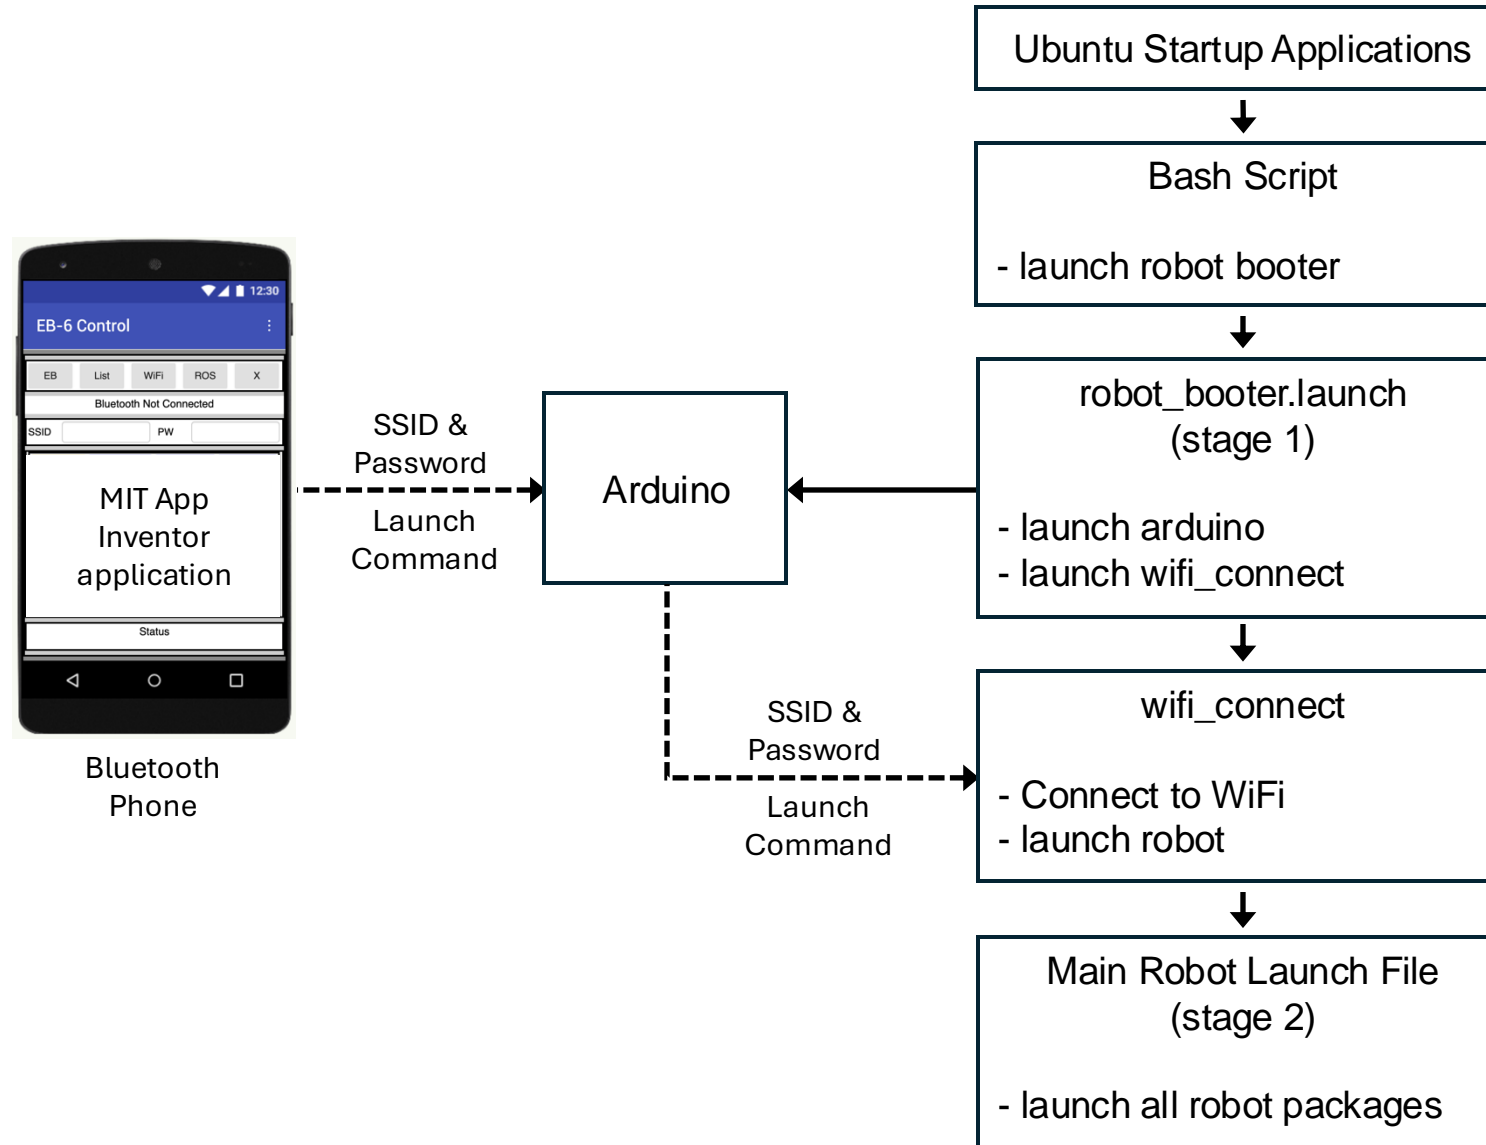 Ubuntu Startup Applications
Bash Script
- launch robot booter
robot_booter.launch
(stage 1)
- launch arduino
- launch wifi_connect
wifi_connect
- Connect to WiFi
- launch robot
Main Robot Launch File
(stage 2)
- launch all robot packages
Arduino
SSID &
Password
Launch
Command
SSID &
Password
Launch
Command
12:30
EB-6 Control
EB List WiFi ROS X
Bluetooth Not Connected
SSID PW
MIT App
Inventor
application
Status
Bluetooth
Phone